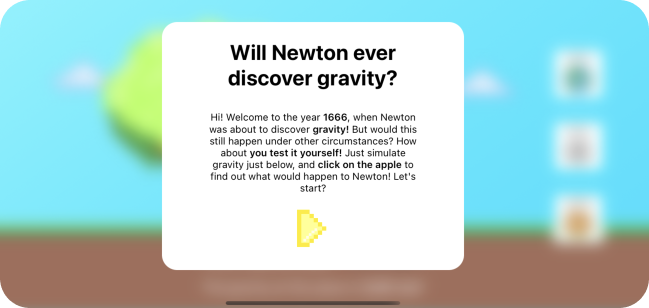 Will Newton ever
discover gravity?
Hi! Welcome to the year 1666, when Newton
was about to discover gravity! But would this
still happen under other circumstances? How
about you test it yourself! Just simulate
gravity just below, and click on the apple to
find out what would happen to Newton! Let's
start?